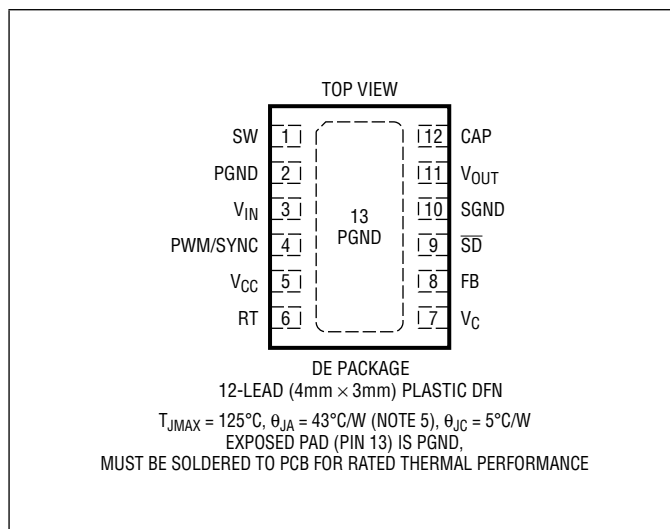 TOP VIEW
SW 1 12 CAP
PGND 2 11 VOUT
VIN 3 10 SGND
13
PGND
PWM/SYNC 4 9 S̅D̅
VCC 5 8 FB
RT 6 7 VC
DE PACKAGE
12-LEAD (4mm × 3mm) PLASTIC DFN
TJMAX = 125°C, θJA = 43°C/W (NOTE 5), θJC = 5°C/W
EXPOSED PAD (PIN 13) IS PGND,
MUST BE SOLDERED TO PCB FOR RATED THERMAL PERFORMANCE